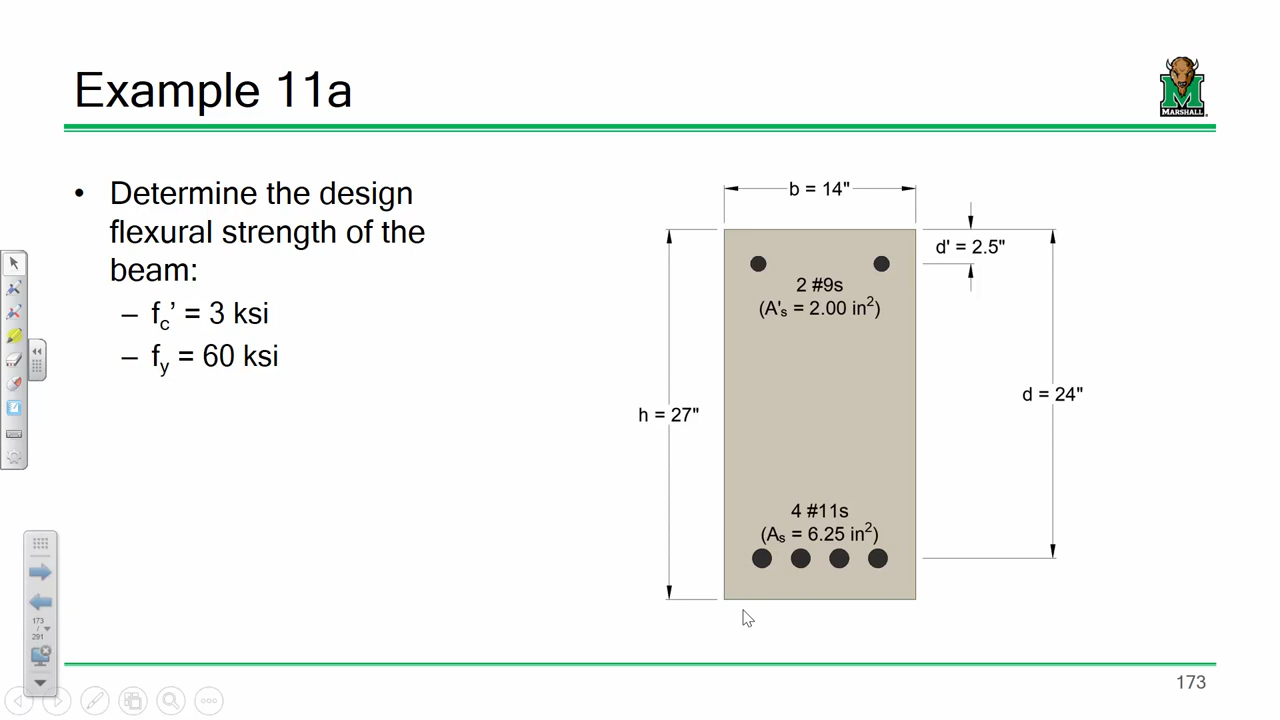 Example 11a
MARSHALL
• Determine the design
flexural strength of the
beam:
– fc’ = 3 ksi
– fy = 60 ksi
b = 14"
d' = 2.5"
2 #9s
(A's = 2.00 in²)
h = 27"
d = 24"
4 #11s
(As = 6.25 in²)
173
/
291
173